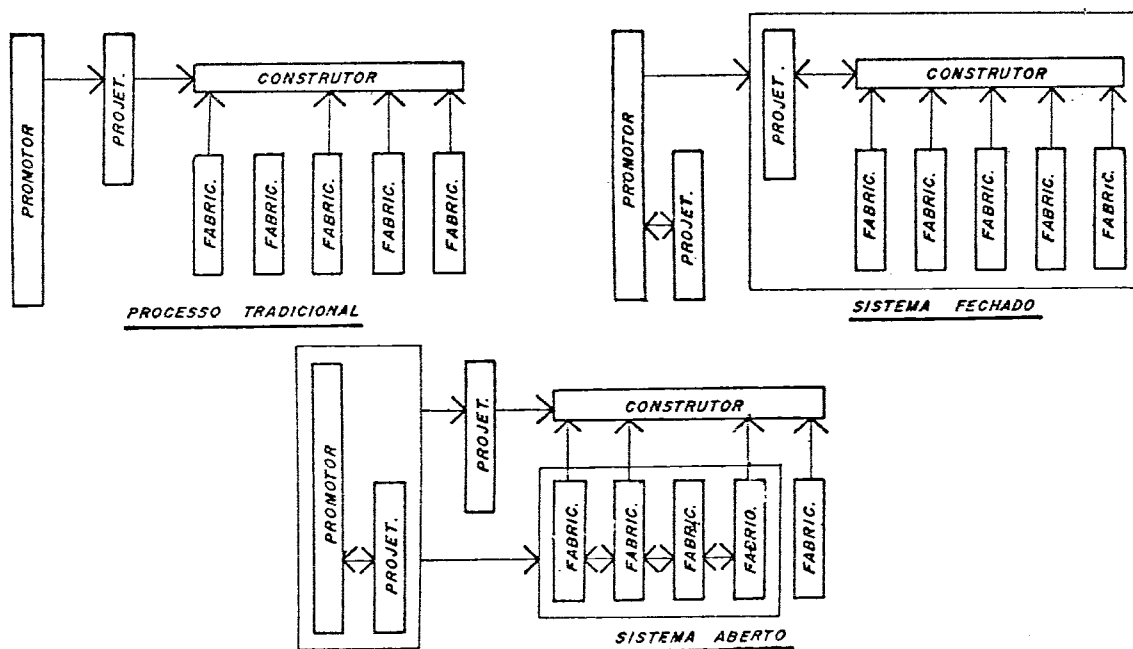 PROMOTOR
PROJET.
CONSTRUTOR
FABRIC.
FABRIC.
FABRIC.
FABRIC.
FABRIC.
PROCESSO TRADICIONAL
PROMOTOR
PROJET.
PROJET.
CONSTRUTOR
FABRIC.
FABRIC.
FABRIC.
FABRIC.
FABRIC.
SISTEMA FECHADO
PROMOTOR
PROJET.
PROJET.
CONSTRUTOR
FABRIC.
FABRIC.
FABRIC.
FABRIC.
FABRIC.
SISTEMA ABERTO